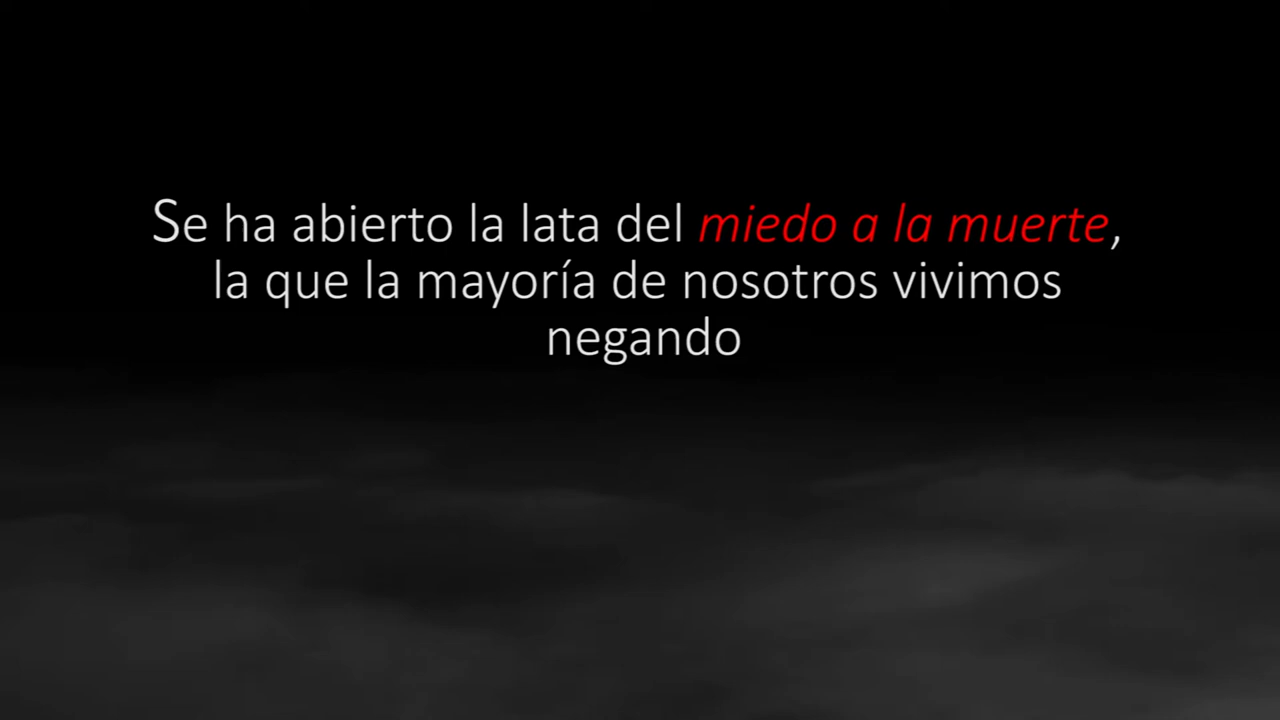 Se ha abierto la lata del miedo a la muerte,
la que la mayoría de nosotros vivimos
negando